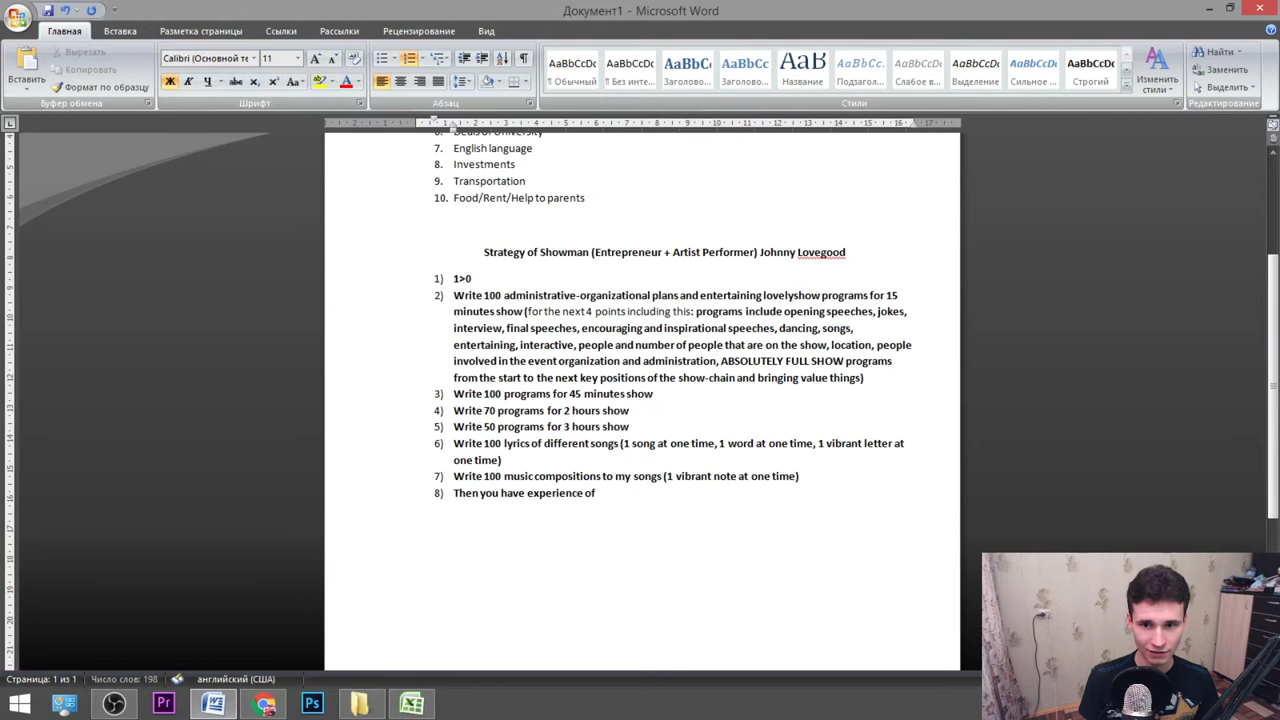 Документ1 - Microsoft Word
Главная Вставка Разметка страницы Ссылки Рассылки Рецензирование Вид
Вставить
Вырезать
Копировать
Формат по образцу
Буфер обмена
Calibri (Основной те 11
Ж К Ч abc x₂ x² Aa
Шрифт
Абзац
AaBbCcDc AaBbCcDc AaBbC AaBbCc AaB AaBbCc. AaBbCcDc AaBbCcDc AaBbCcDc AaBbCcDc
¶ Обычный ¶ Без инте... Заголово... Заголово... Название Подзагол... Слабое в... Выделение Сильное ... Строгий
Изменить стили
Стили
Найти
Заменить
Выделить
Редактирование
6. Deals of University
7. English language
8. Investments
9. Transportation
10. Food/Rent/Help to parents
Strategy of Showman (Entrepreneur + Artist Performer) Johnny Lovegood
1) 1>0
2) Write 100 administrative-organizational plans and entertaining lovelyshow programs for 15
minutes show (for the next 4 points including this: programs include opening speeches, jokes,
interview, final speeches, encouraging and inspirational speeches, dancing, songs,
entertaining, interactive, people and number of people that are on the show, location, people
involved in the event organization and administration, ABSOLUTELY FULL SHOW programs
from the start to the next key positions of the show-chain and bringing value things)
3) Write 100 programs for 45 minutes show
4) Write 70 programs for 2 hours show
5) Write 50 programs for 3 hours show
6) Write 100 lyrics of different songs (1 song at one time, 1 word at one time, 1 vibrant letter at
one time)
7) Write 100 music compositions to my songs (1 vibrant note at one time)
8) Then you have experience of
Страница: 1 из 1 Число слов: 198 английский (США)
Pr W Ps X